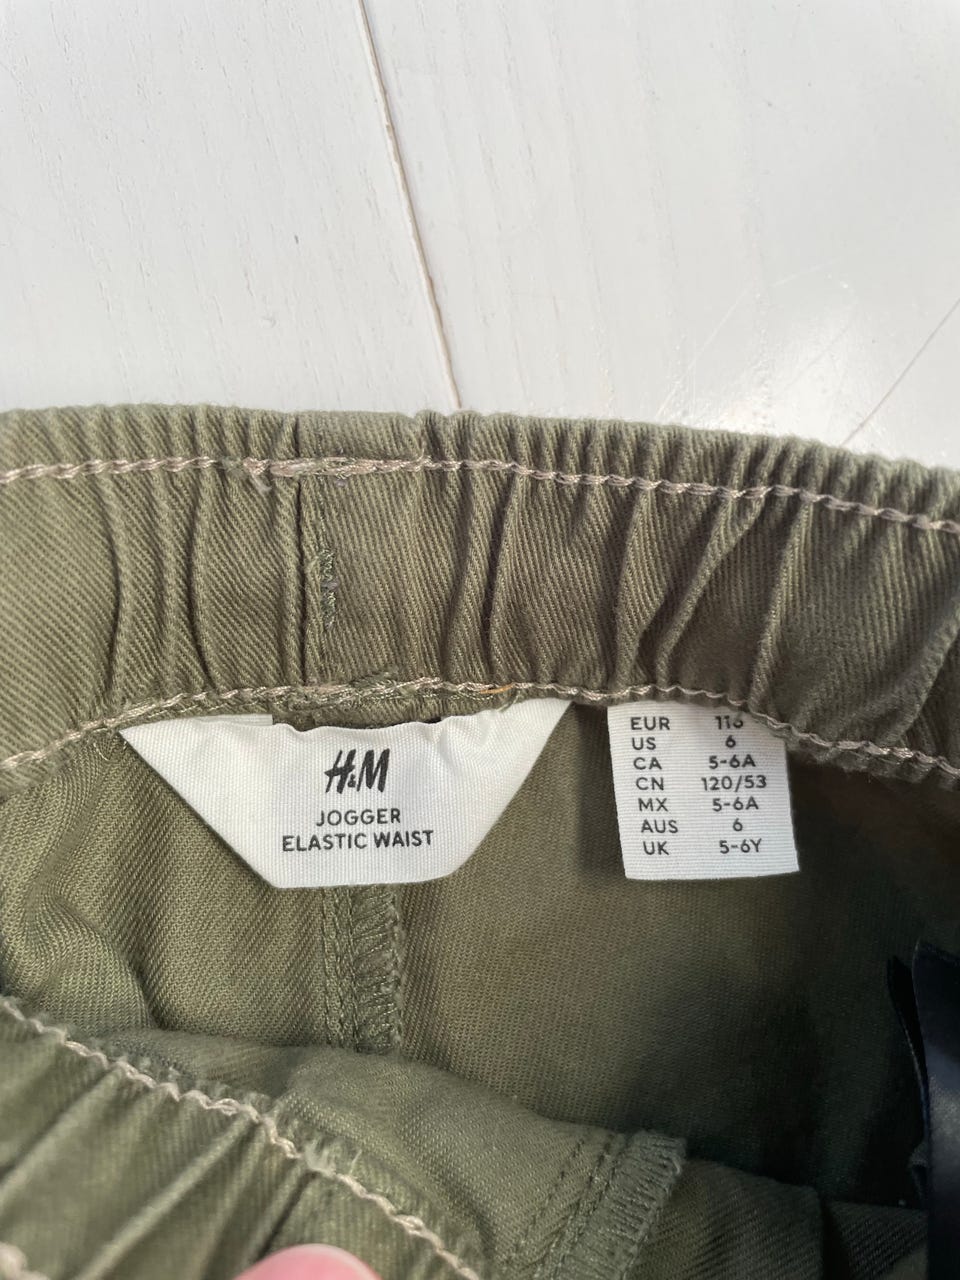 H&M
JOGGER
ELASTIC WAIST
EUR 116
US 6
CA 5-6A
CN 120/53
MX 5-6A
AUS 6
UK 5-6Y